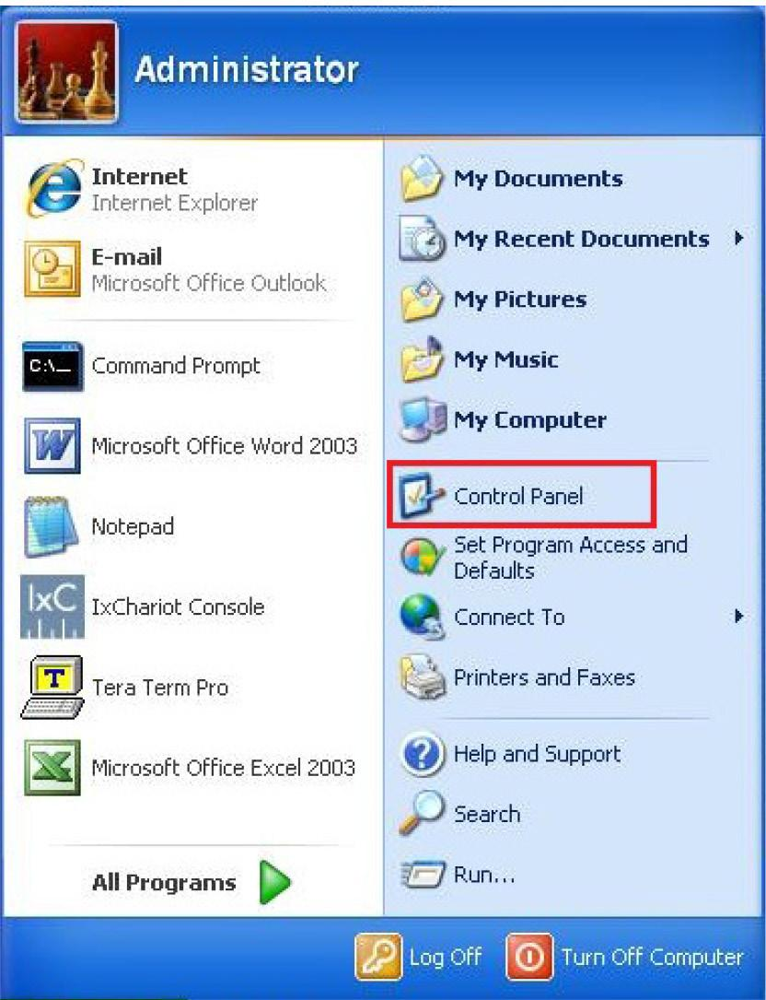 Administrator
Internet
Internet Explorer
E-mail
Microsoft Office Outlook
C:\_
Command Prompt
W
Microsoft Office Word 2003
Notepad
IxC
IxChariot Console
T
Tera Term Pro
Microsoft Office Excel 2003
All Programs
My Documents
My Recent Documents
My Pictures
My Music
My Computer
Control Panel
Set Program Access and
Defaults
Connect To
Printers and Faxes
Help and Support
Search
Run...
Log Off
Turn Off Computer